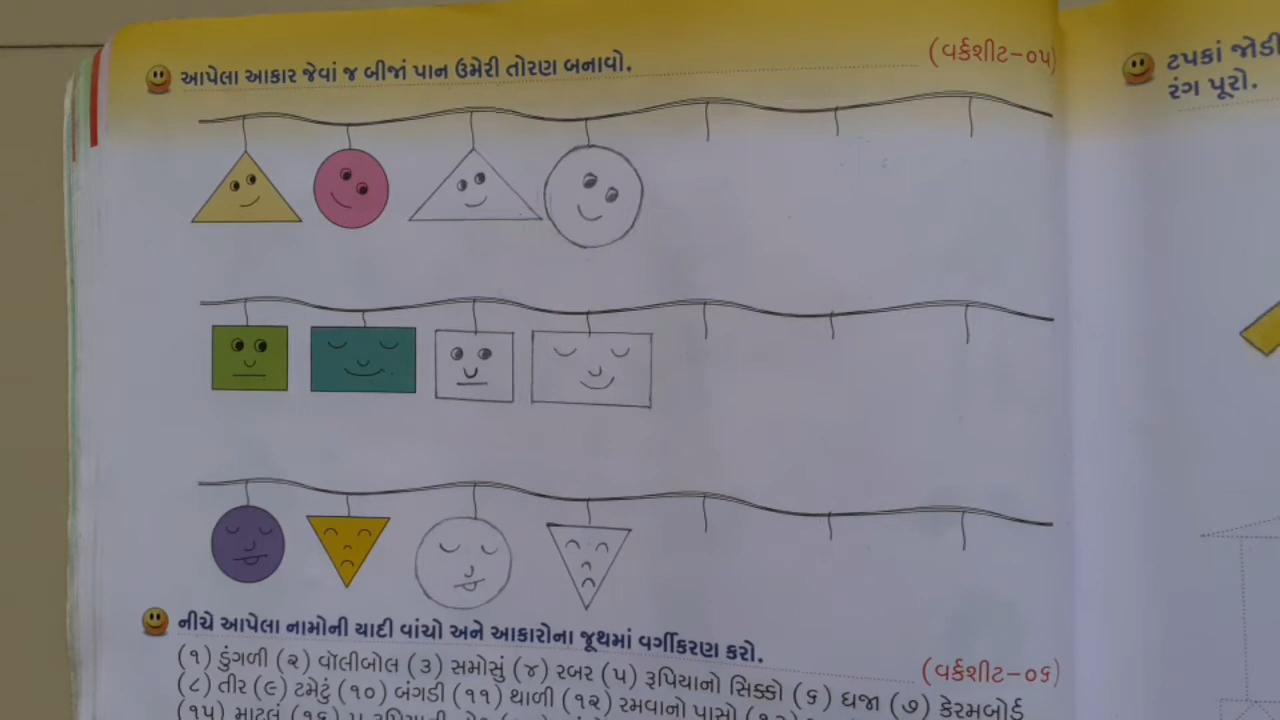 આપેલા આકાર જેવાં જ બીજાં પાન ઉમેરી તોરણ બનાવો.
(વર્કશીટ-૦૫)
નીચે આપેલા નામોની યાદી વાંચો અને આકારોના જૂથમાં વર્ગીકરણ કરો.
(વર્કશીટ-૦૬)
(૧) ડુંગળી (૨) વૉલીબોલ (૩) સમોસું (૪) રબર (૫) રૂપિયાનો સિક્કો (૬) ધજા (૭) કેરમબોર્ડ
(૮) તીર (૯) ટમેટું (૧૦) બંગડી (૧૧) થાળી (૧૨) રમવાનો પાસો
(૧૫) માટલું
ટપકાં જોડી
રંગ પૂરો.